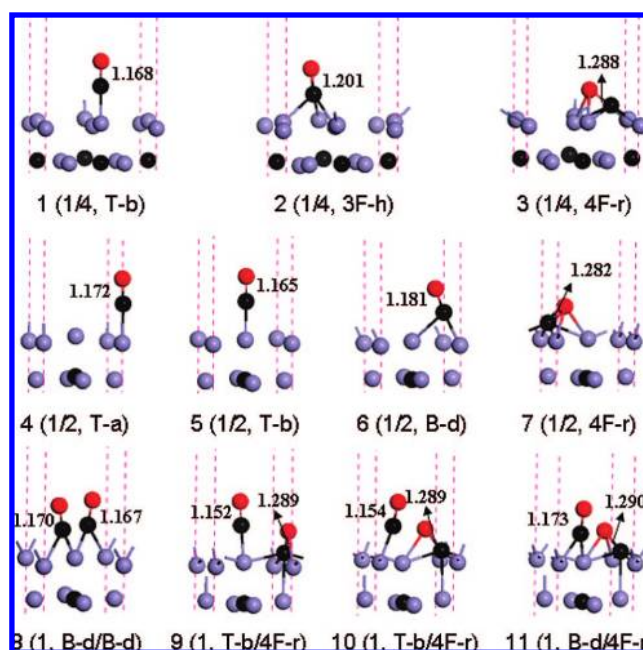 1.168 1.201 1.288
1 (1/4, T-b) 2 (1/4, 3F-h) 3 (1/4, 4F-r)
1.172 1.165 1.181 1.282
4 (1/2, T-a) 5 (1/2, T-b) 6 (1/2, B-d) 7 (1/2, 4F-r)
1.170 1.167 1.152 1.289 1.154 1.289 1.173 1.290
8 (1, B-d/B-d) 9 (1, T-b/4F-r) 10 (1, T-b/4F-r) 11 (1, B-d/4F-r)